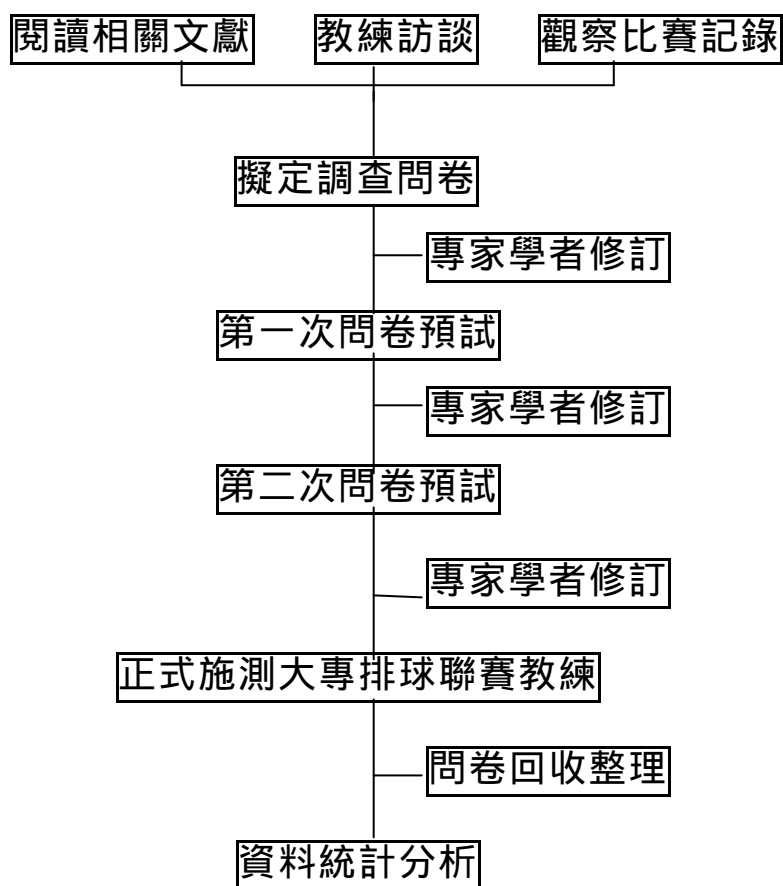 閱讀相關文獻
教練訪談
觀察比賽記錄
擬定調查問卷
專家學者修訂
第一次問卷預試
專家學者修訂
第二次問卷預試
專家學者修訂
正式施測大專排球聯賽教練
問卷回收整理
資料統計分析